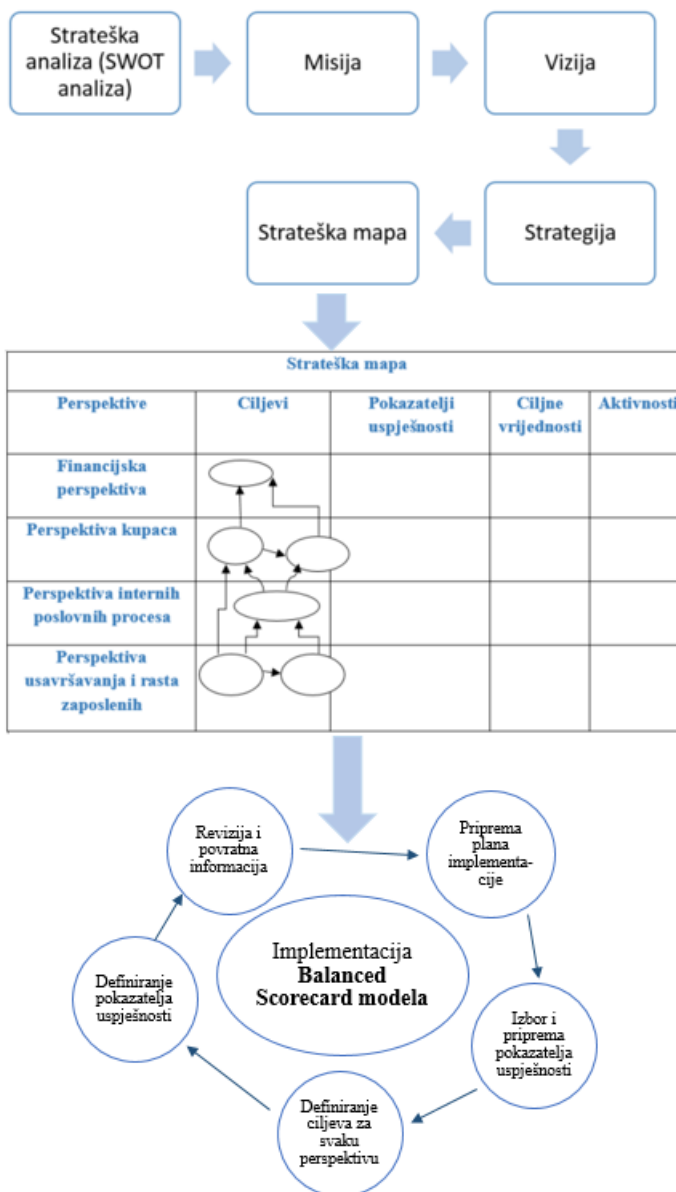 Strateška
analiza (SWOT
analiza)
Misija
Vizija
Strategija
Strateška mapa
Strateška mapa
Perspektive
Ciljevi
Pokazatelji
uspješnosti
Ciljne
vrijednosti
Aktivnosti
Financijska
perspektiva
Perspektiva kupaca
Perspektiva internih
poslovnih procesa
Perspektiva
usavršavanja i rasta
zaposlenih
Implementacija
Balanced
Scorecard modela
Revizija i
povratna
informacija
Priprema
plana
implementa-
cije
Izbor i
priprema
pokazatelja
uspješnosti
Definiranje
ciljeva za
svaku
perspektivu
Definiranje
pokazatelja
uspješnosti